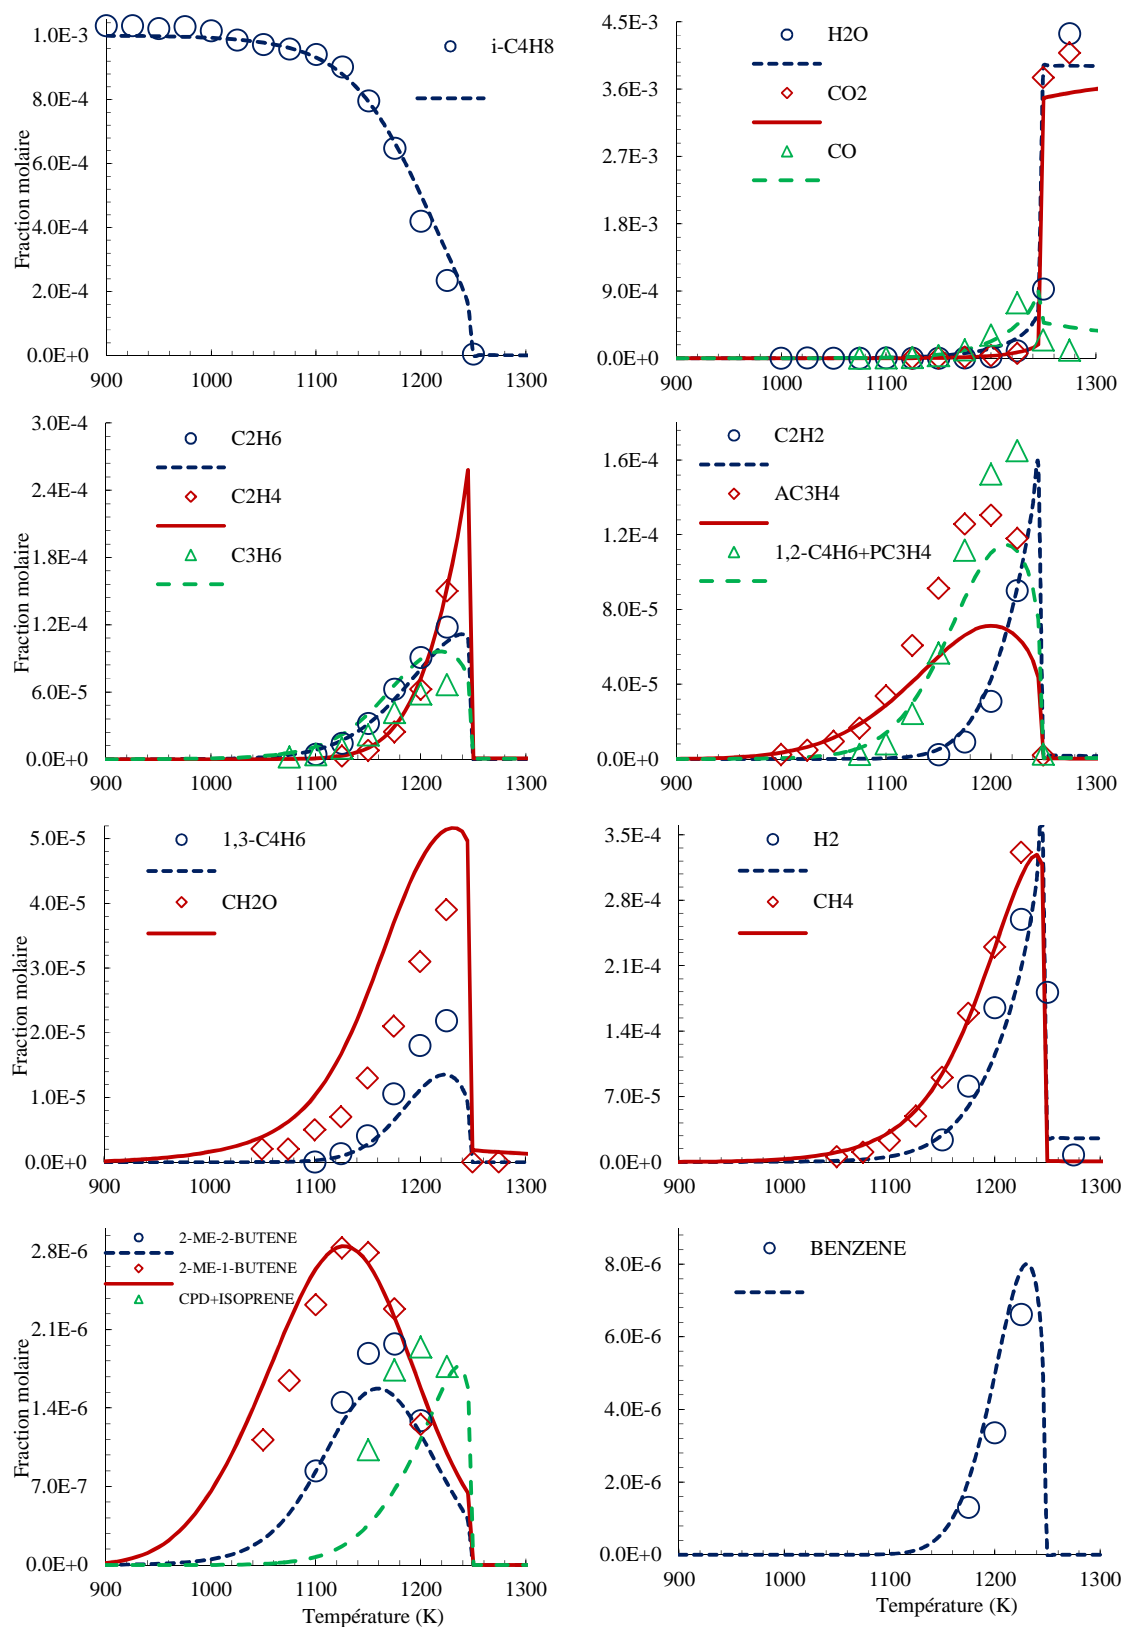 Fraction molaire
1.0E-3
8.0E-4
6.0E-4
4.0E-4
2.0E-4
0.0E+0
900 1000 1100 1200 1300
i-C4H8
4.5E-3
3.6E-3
2.7E-3
1.8E-3
9.0E-4
0.0E+0
900 1000 1100 1200 1300
H2O
CO2
CO
Fraction molaire
3.0E-4
2.4E-4
1.8E-4
1.2E-4
6.0E-5
0.0E+0
900 1000 1100 1200 1300
C2H6
C2H4
C3H6
1.6E-4
1.2E-4
8.0E-5
4.0E-5
0.0E+0
900 1000 1100 1200 1300
C2H2
AC3H4
1,2-C4H6+PC3H4
Fraction molaire
5.0E-5
4.0E-5
3.0E-5
2.0E-5
1.0E-5
0.0E+0
900 1000 1100 1200 1300
1,3-C4H6
CH2O
3.5E-4
2.8E-4
2.1E-4
1.4E-4
7.0E-5
0.0E+0
900 1000 1100 1200 1300
H2
CH4
Fraction molaire
2.8E-6
2.1E-6
1.4E-6
7.0E-7
0.0E+0
900 1000 1100 1200 1300
Température (K)
2-ME-2-BUTENE
2-ME-1-BUTENE
CPD+ISOPRENE
8.0E-6
6.0E-6
4.0E-6
2.0E-6
0.0E+0
900 1000 1100 1200 1300
Température (K)
BENZENE